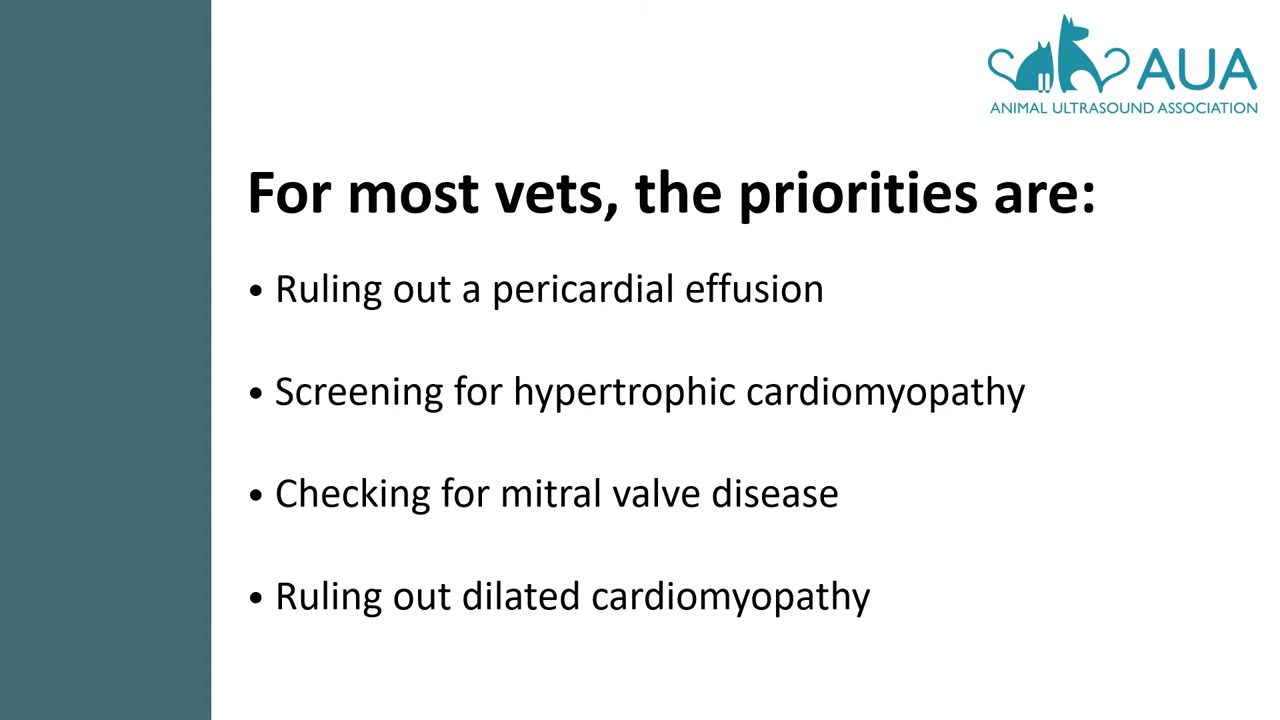 AUA
ANIMAL ULTRASOUND ASSOCIATION
For most vets, the priorities are:
• Ruling out a pericardial effusion
• Screening for hypertrophic cardiomyopathy
• Checking for mitral valve disease
• Ruling out dilated cardiomyopathy